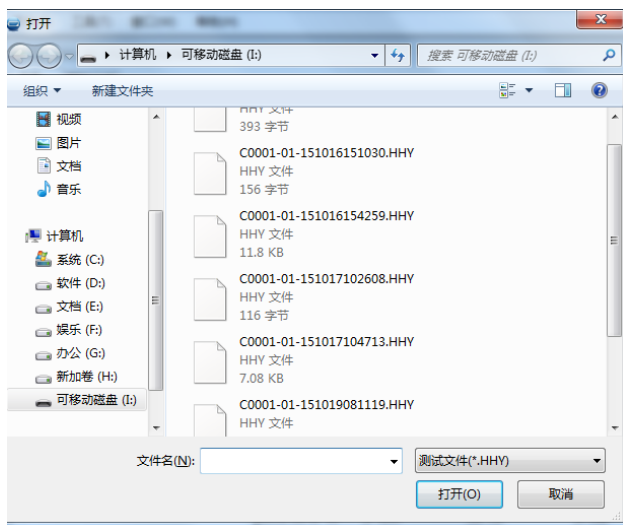 打开
计算机 可移动磁盘 (I:)
搜索 可移动磁盘 (I:)
组织 新建文件夹
视频
图片
文档
音乐
计算机
系统 (C:)
软件 (D:)
文档 (E:)
娱乐 (F:)
办公 (G:)
新加卷 (H:)
可移动磁盘 (I:)
HHY 文件
393 字节
C0001-01-151016151030.HHY
HHY 文件
156 字节
C0001-01-151016154259.HHY
HHY 文件
11.8 KB
C0001-01-151017102608.HHY
HHY 文件
116 字节
C0001-01-151017104713.HHY
HHY 文件
7.08 KB
C0001-01-151019081119.HHY
HHY 文件
文件名(N):
测试文件(*.HHY)
打开(O)
取消